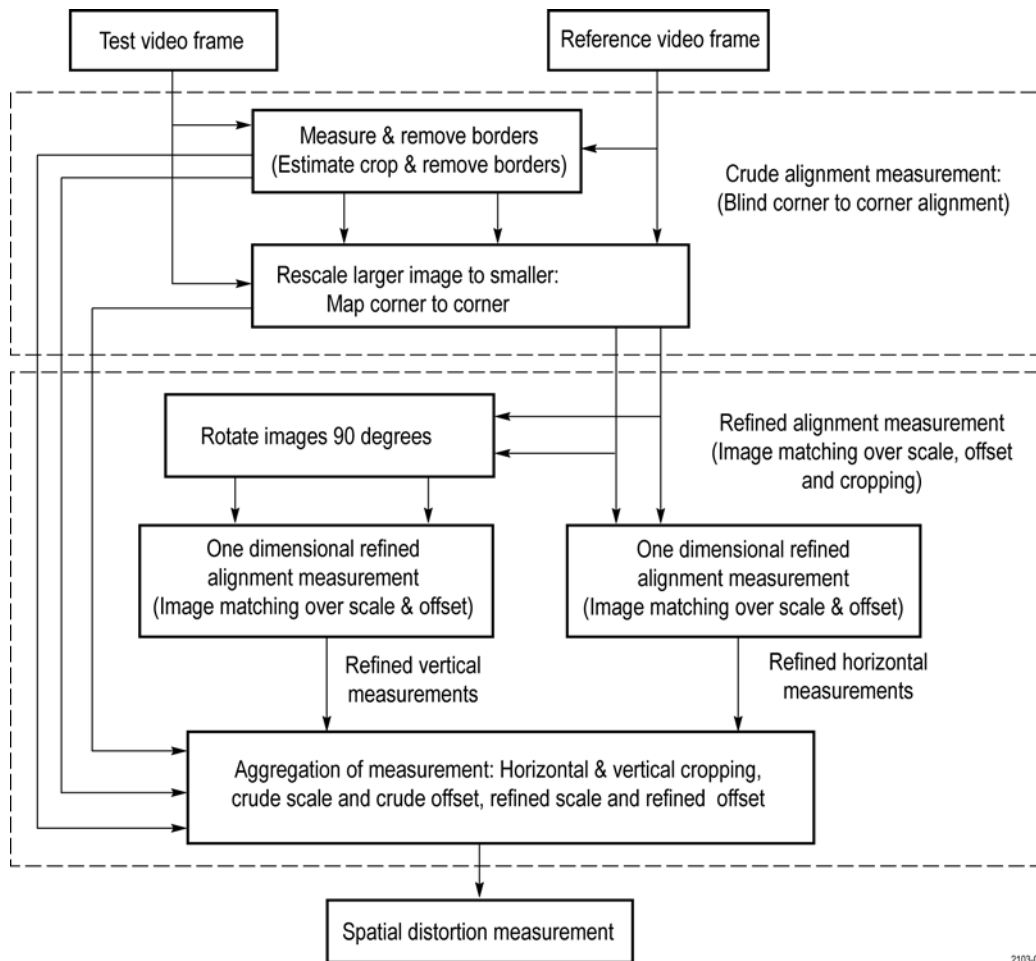 Test video frame
Reference video frame
Measure & remove borders
(Estimate crop & remove borders)
Crude alignment measurement:
(Blind corner to corner alignment)
Rescale larger image to smaller:
Map corner to corner
Rotate images 90 degrees
Refined alignment measurement
(Image matching over scale, offset
and cropping)
One dimensional refined
alignment measurement
(Image matching over scale & offset)
One dimensional refined
alignment measurement
(Image matching over scale & offset)
Refined vertical
measurements
Refined horizontal
measurements
Aggregation of measurement: Horizontal & vertical cropping,
crude scale and crude offset, refined scale and refined offset
Spatial distortion measurement